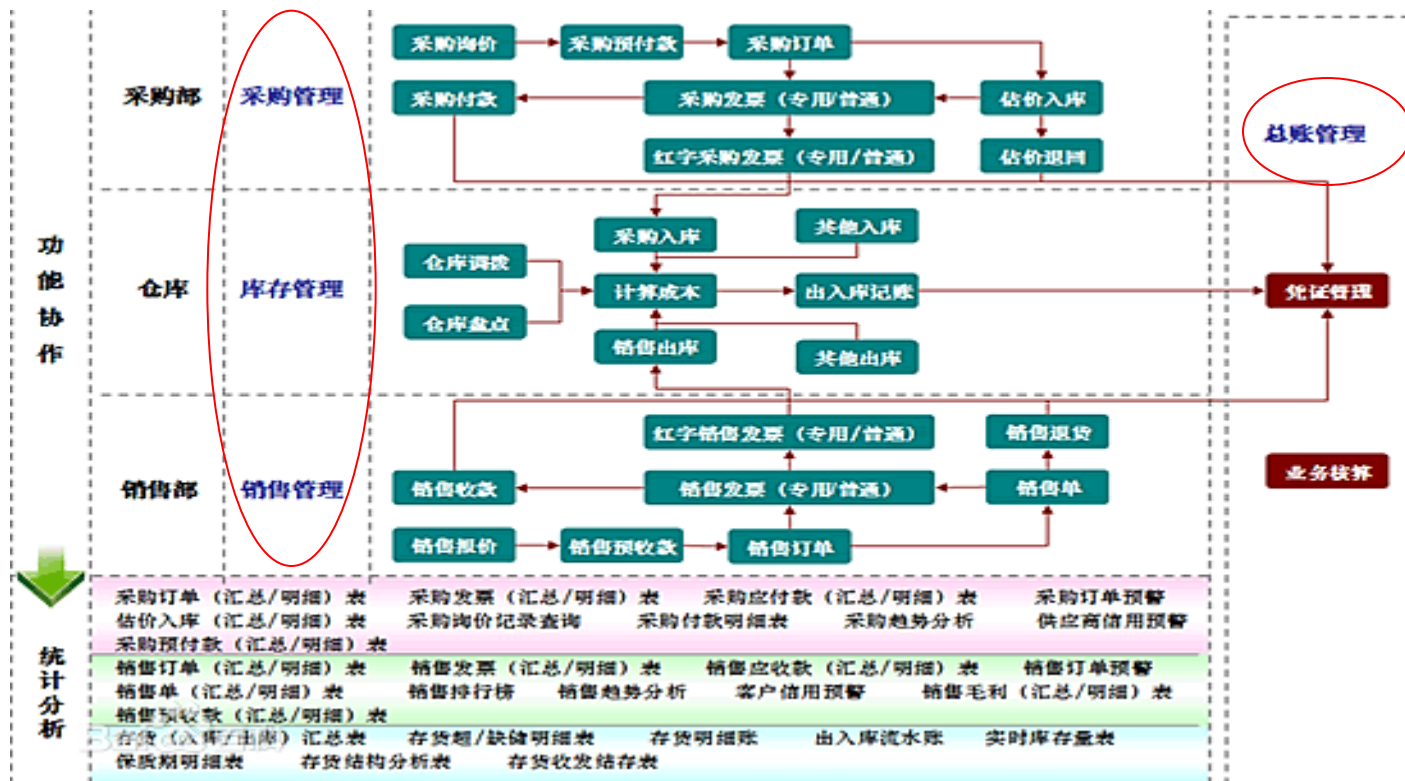 采购询价 采购预付款 采购订单
采购部 采购管理 采购付款 采购发票（专用/普通） 估价入库
总账管理
红字采购发票（专用/普通） 估价退回
采购入库 其他入库
功能协作
仓库调拨
仓库 库存管理 计算成本 出入库记账 凭证管理
仓库盘点
销售出库 其他出库
红字销售发票（专用/普通） 销售退货
业务核算
销售部 销售管理 销售收款 销售发票（专用/普通） 销售单
销售报价 销售预收款 销售订单
统计分析
采购订单（汇总/明细）表 采购发票（汇总/明细）表 采购应付款（汇总/明细）表 采购订单预警
估价入库（汇总/明细）表 采购询价记录查询 采购付款明细表 采购趋势分析 供应商信用预警
采购预付款（汇总/明细）表
销售订单（汇总/明细）表 销售发票（汇总/明细）表 销售应收款（汇总/明细）表 销售订单预警
销售单（汇总/明细）表 销售排行榜 销售趋势分析 客户信用预警 销售毛利（汇总/明细）表
销售预收款（汇总/明细）表
存货（入库/出库）汇总表 存货超/缺储明细表 存货明细账 出入库流水账 实时库存量表
保质期明细表 存货结构分析表 存货收发结存表